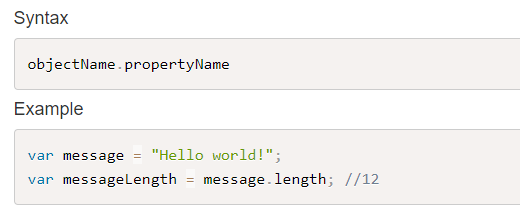 Syntax
objectName.propertyName
Example
var message = "Hello world!";
var messageLength = message.length; //12